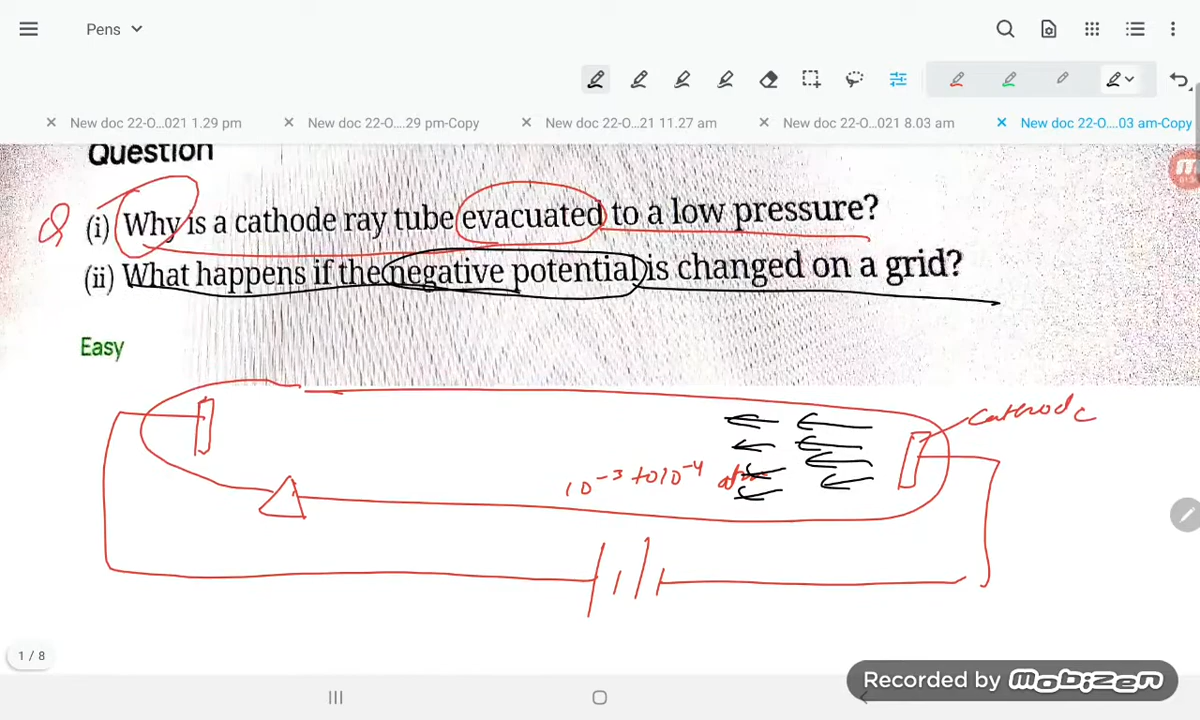 Pens
New doc 22-O...021 1.29 pm
New doc 22-O....29 pm-Copy
New doc 22-O...21 11.27 am
New doc 22-O...021 8.03 am
New doc 22-O....03 am-Copy
Question
Q (i) Why is a cathode ray tube evacuated to a low pressure?
(ii) What happens if the negative potential is changed on a grid?
Easy
Cathode
10⁻³ to 10⁻⁴
1 / 8
Recorded by mobizen